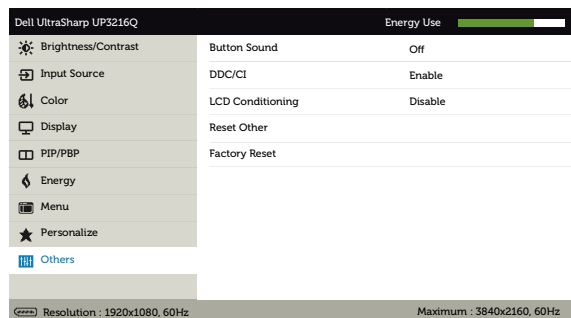 Dell UltraSharp UP3216Q Energy Use
Brightness/Contrast Button Sound Off
Input Source DDC/CI Enable
Color LCD Conditioning Disable
Display Reset Other
PIP/PBP Factory Reset
Energy
Menu
Personalize
Others
Resolution : 1920x1080, 60Hz Maximum : 3840x2160, 60Hz